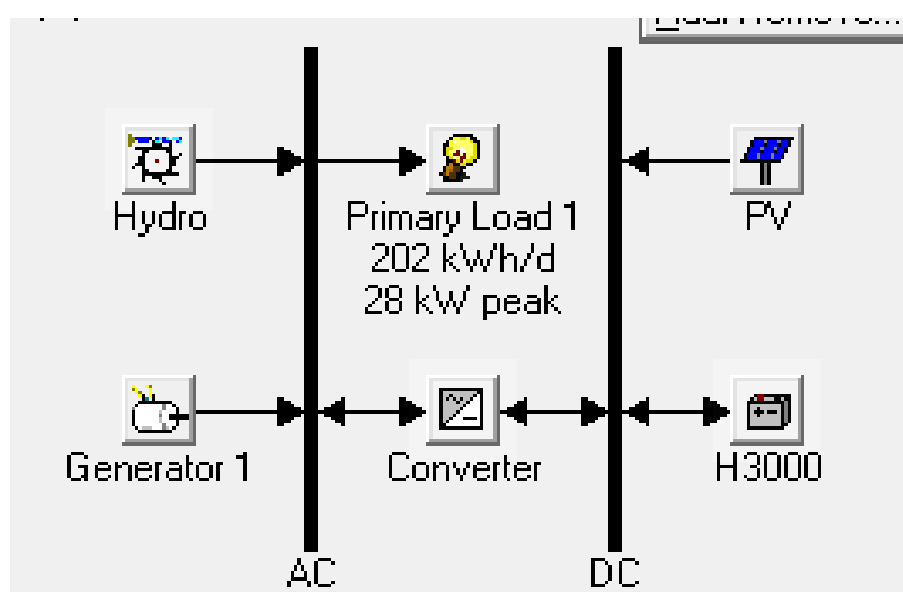 Hydro
Primary Load 1
202 kWh/d
28 kW peak
PV
Generator 1
Converter
H3000
AC
DC